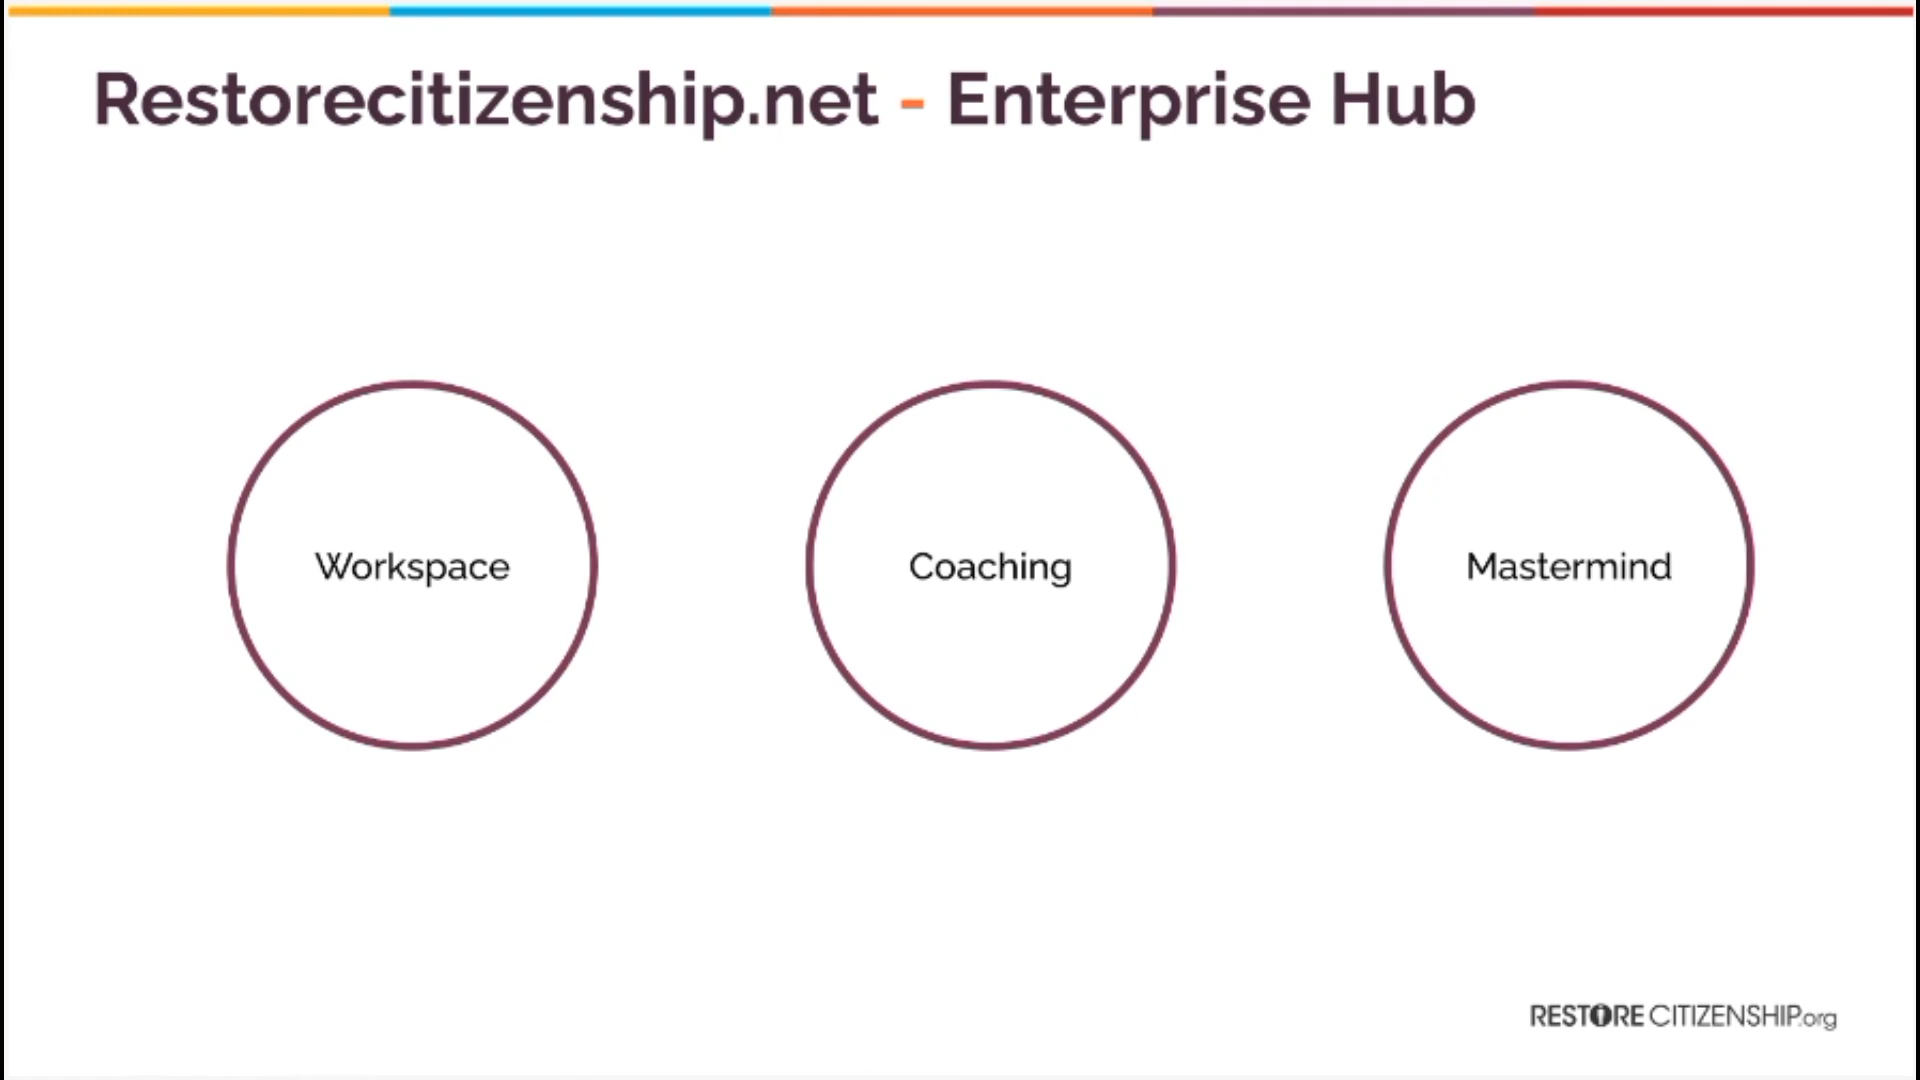 Restorecitizenship.net - Enterprise Hub
Workspace
Coaching
Mastermind
RESTORE CITIZENSHIP.org